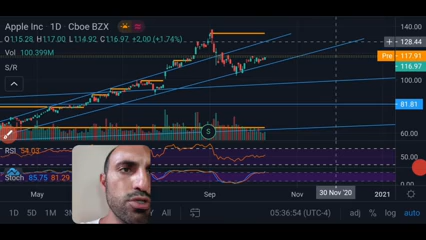 Apple Inc · 1D · Cboe BZX
O115.28 H117.00 L114.92 C116.97 +2.00 (+1.74%)
Vol 100.399M
S/R
140.00
128.44
Pre 117.91
116.97
81.81
60.00
S
RSI 54.03
50.00
Stoch 85.75 81.29
0.00
May Sep Nov 30 Nov '20 2021
1D 5D 1M 3M Y All 05:36:54 (UTC-4) adj % log auto